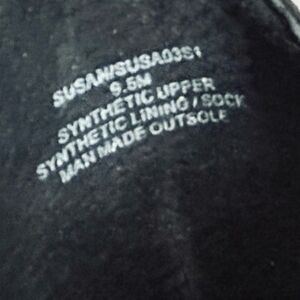 SUSAN/SUSA03S1
9.5M
SYNTHETIC UPPER
SYNTHETIC LINING / SOCK
MAN MADE OUTSOLE